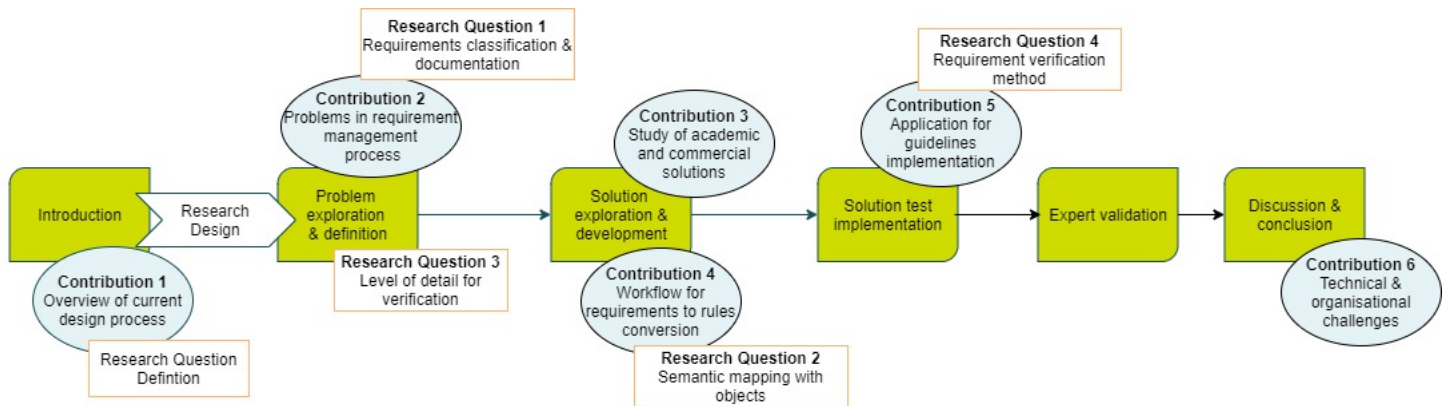 Research Question 1
Requirements classification &
documentation
Research Question 4
Requirement verification
method
Contribution 2
Problems in requirement
management
process
Contribution 3
Study of academic
and commercial
solutions
Contribution 5
Application for
guidelines
implementation
Introduction
Research
Design
Problem
exploration
& definition
Solution
exploration &
development
Solution test
implementation
Expert validation
Discussion &
conclusion
Contribution 1
Overview of current
design process
Research Question
Defintion
Research Question 3
Level of detail for
verification
Contribution 4
Workflow for
requirements to rules
conversion
Research Question 2
Semantic mapping with
objects
Contribution 6
Technical &
organisational
challenges